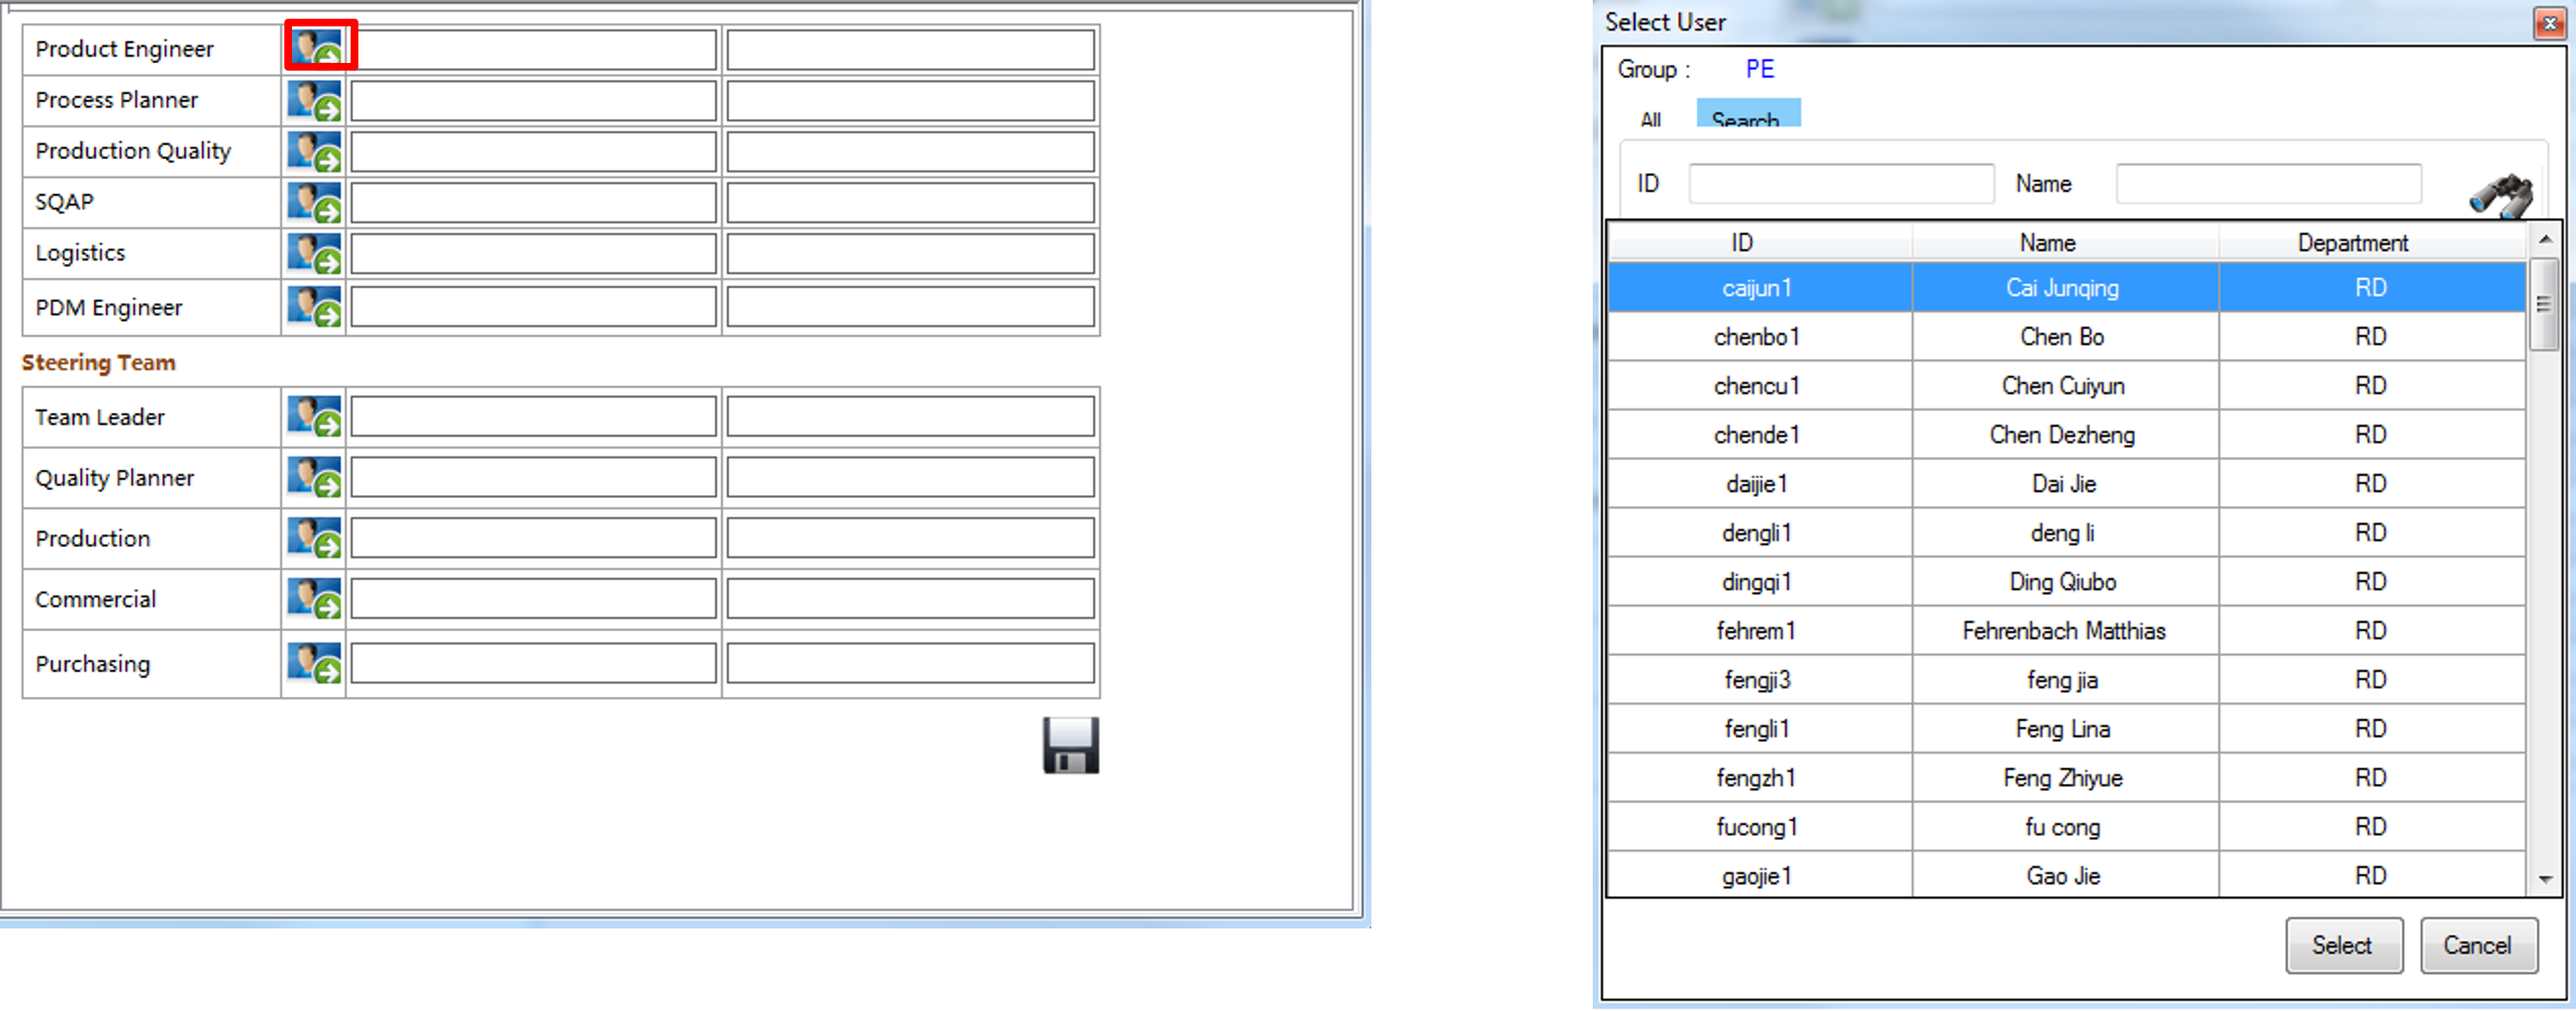 Product Engineer
Process Planner
Production Quality
SQAP
Logistics
PDM Engineer
Steering Team
Team Leader
Quality Planner
Production
Commercial
Purchasing
Select User
Group : PE
All Search
ID Name
ID Name Department
caijun1 Cai Junqing RD
chenbo1 Chen Bo RD
chencu1 Chen Cuiyun RD
chende1 Chen Dezheng RD
daijie1 Dai Jie RD
dengli1 deng li RD
dingqi1 Ding Qiubo RD
fehrem1 Fehrenbach Matthias RD
fengji3 feng jia RD
fengli1 Feng Lina RD
fengzh1 Feng Zhiyue RD
fucong1 fu cong RD
gaojie1 Gao Jie RD
Select Cancel